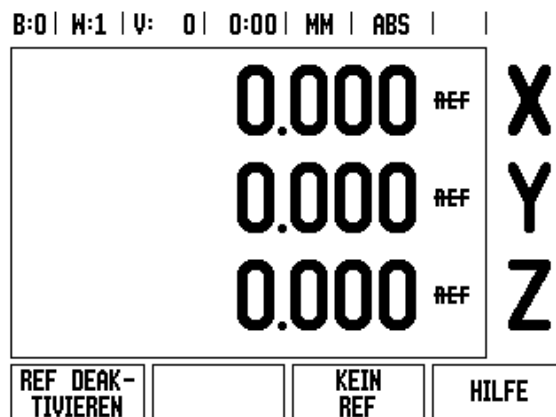 B:0 | W:1 | V: 0 | 0:00 | MM | ABS | |
0.000 REF X
0.000 REF Y
0.000 REF Z
REF DEAK-
TIVIEREN
KEIN
REF
HILFE